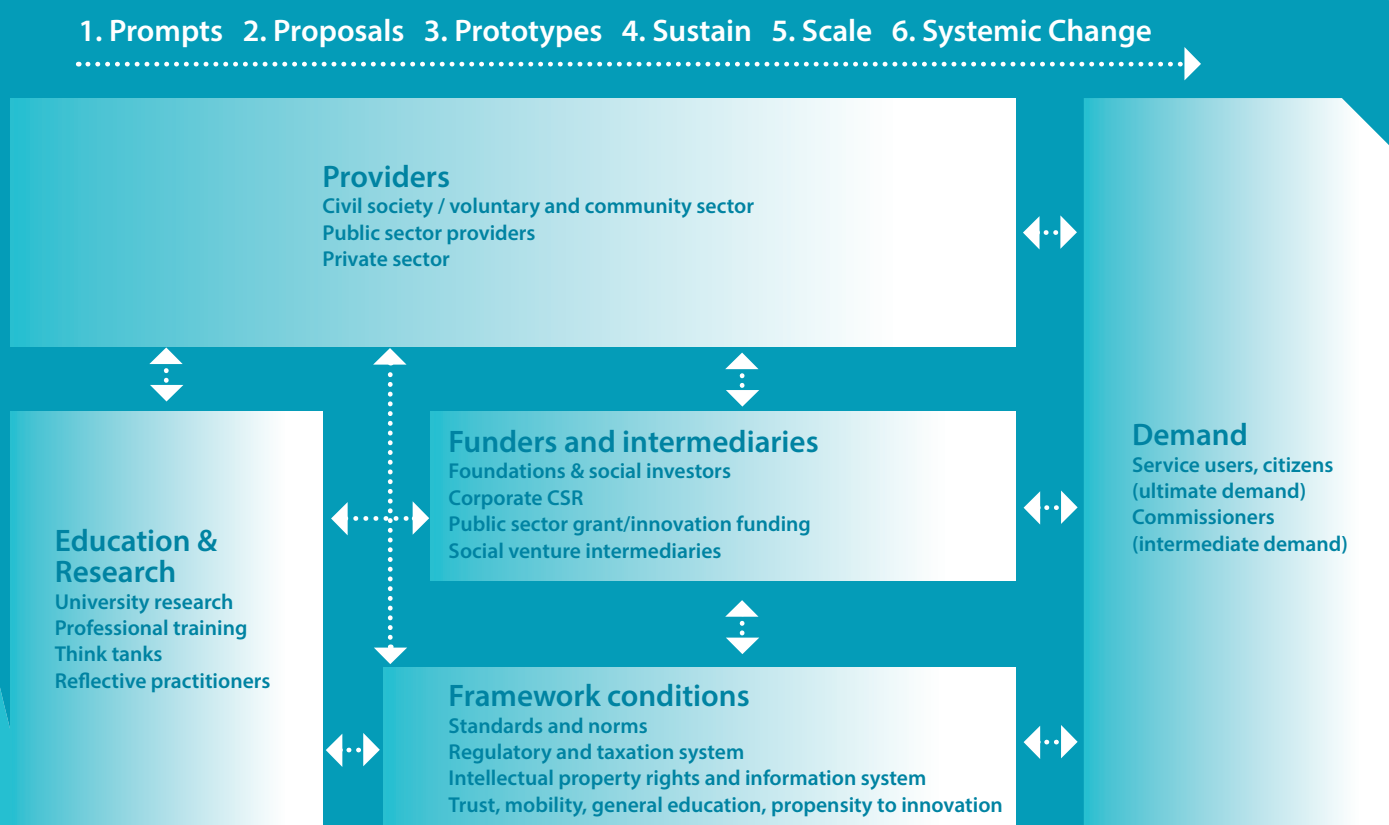 1. Prompts 2. Proposals 3. Prototypes 4. Sustain 5. Scale 6. Systemic Change
Providers
Civil society / voluntary and community sector
Public sector providers
Private sector
Funders and intermediaries
Foundations & social investors
Corporate CSR
Public sector grant/innovation funding
Social venture intermediaries
Demand
Service users, citizens
(ultimate demand)
Commissioners
(intermediate demand)
Education &
Research
University research
Professional training
Think tanks
Reflective practitioners
Framework conditions
Standards and norms
Regulatory and taxation system
Intellectual property rights and information system
Trust, mobility, general education, propensity to innovation